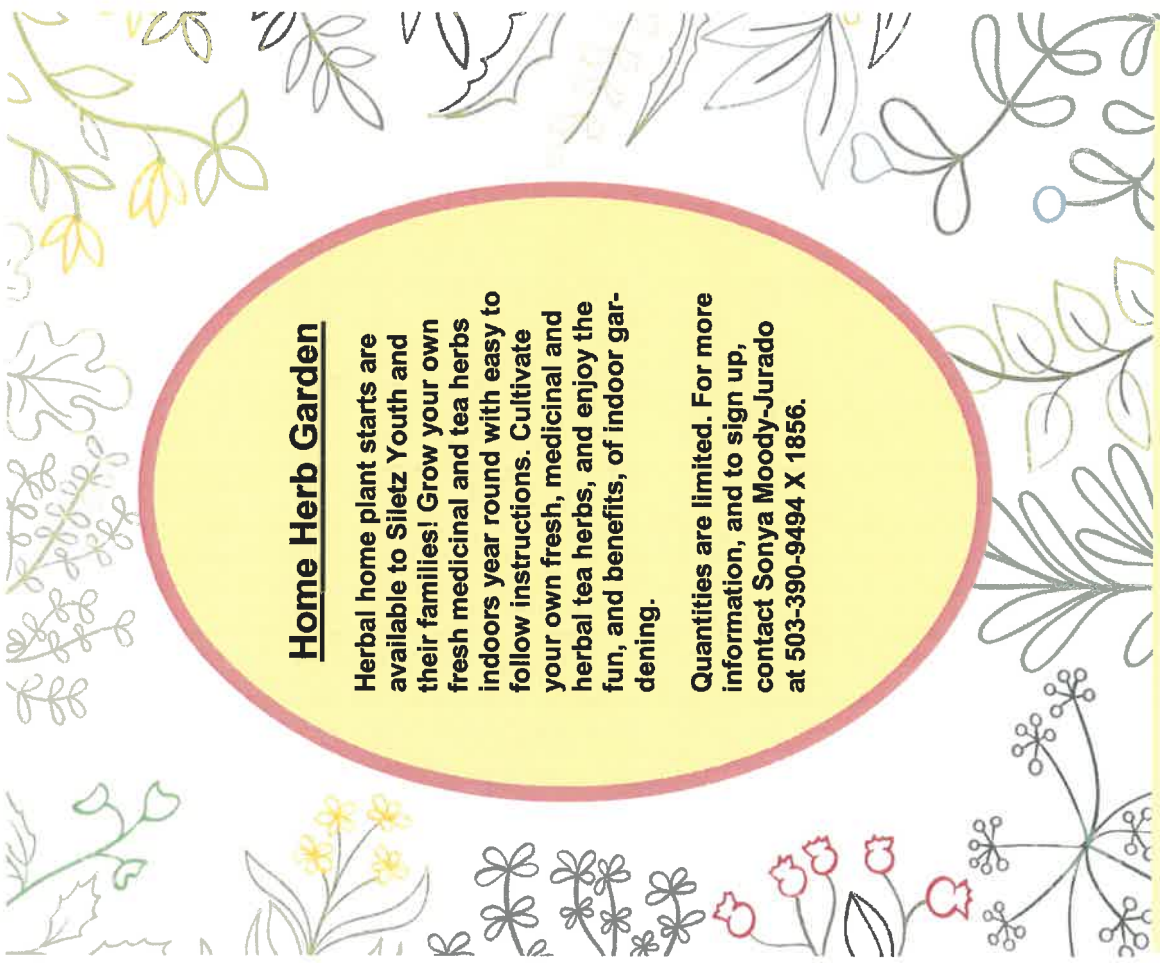 Home Herb Garden
Herbal home plant starts are
available to Siletz Youth and
their families! Grow your own
fresh medicinal and tea herbs
indoors year round with easy to
follow instructions. Cultivate
your own fresh, medicinal and
herbal tea herbs, and enjoy the
fun, and benefits, of indoor gar-
dening.
Quantities are limited. For more
information, and to sign up,
contact Sonya Moody-Jurado
at 503-390-9494 X 1856.